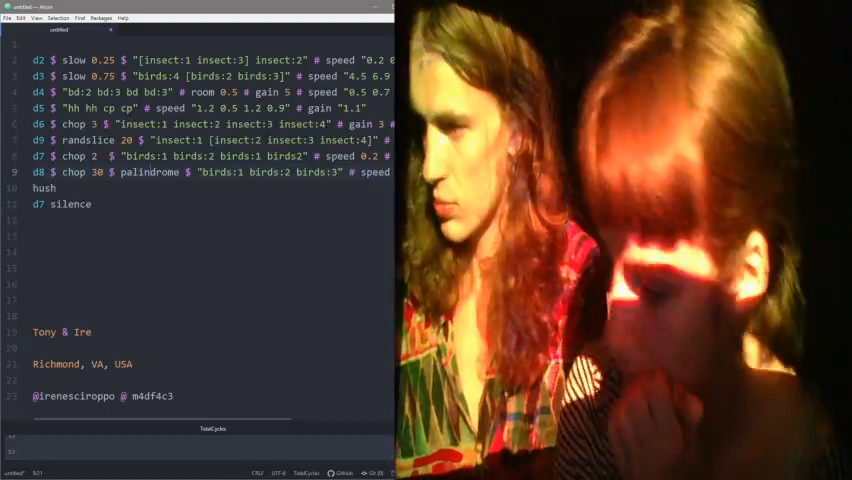 untitled — Atom
File Edit View Selection Find Packages Help
untitled
1
2 d2 $ slow 0.25 $ "[insect:1 insect:3] insect:2" # speed "0.2 0
3 d3 $ slow 0.75 $ "birds:4 [birds:2 birds:3]" # speed "4.5 6.9
4 d4 $ "bd:2 bd:3 bd bd:3" # room 0.5 # gain 5 # speed "0.5 0.7
5 d5 $ "hh hh cp cp" # speed "1.2 0.5 1.2 0.9" # gain "1.1"
6 d6 $ chop 3 $ "insect:1 insect:2 insect:3 insect:4" # gain 3 #
7 d9 $ randslice 20 $ "insect:1 [insect:2 insect:3 insect:4]" #
8 d7 $ chop 2 $ "birds:1 birds:2 birds:1 birds2" # speed 0.2 #
9 d8 $ chop 30 $ palindrome $ "birds:1 birds:2 birds:3" # speed
10 hush
11 d7 silence
12
13
14
15
16
17
18
19 Tony & Ire
20
21 Richmond, VA, USA
22
23 @irenesciroppo @ m4df4c3
TidalCycles
t>
t>
untitled* 9:21 CRLF UTF-8 TidalCycles GitHub Git (0)